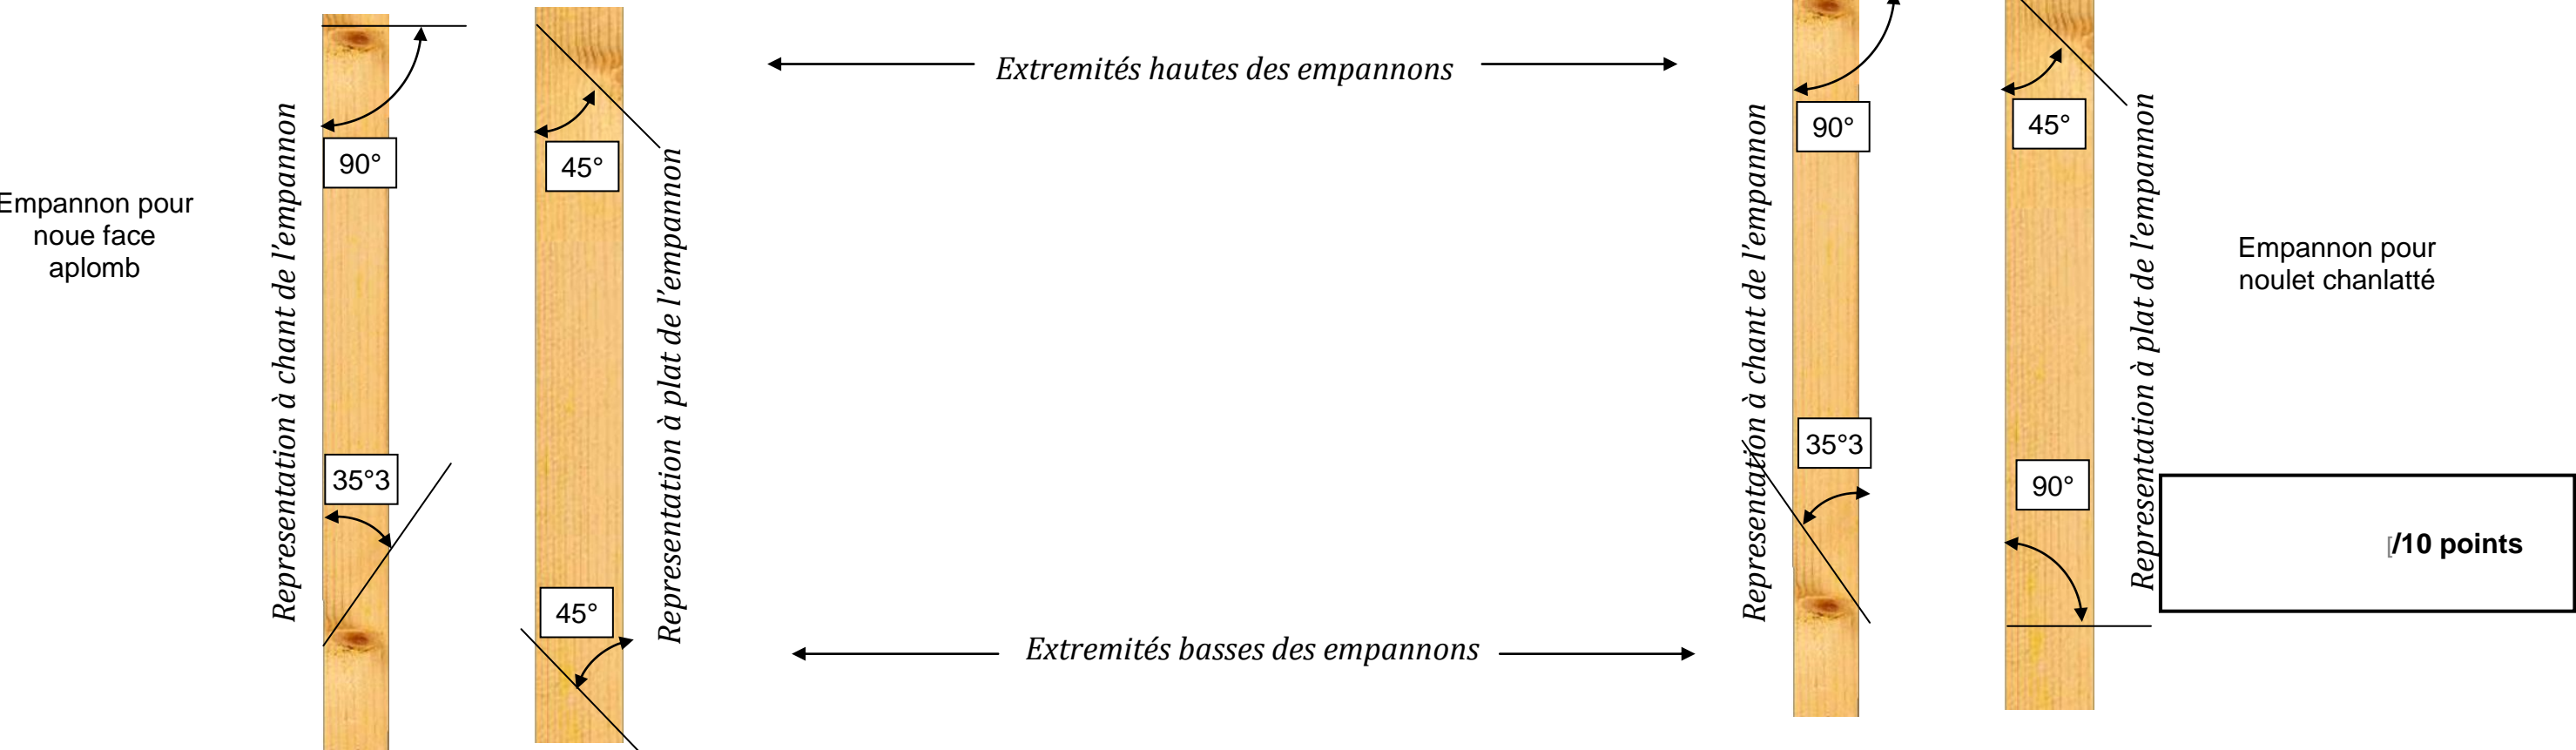 Extremités hautes des empannons
Empannon pour
noue face
aplomb
Representation à chant de l'empannon
90°
35°3
45°
45°
Representation à plat de l'empannon
Representation à chant de l'empannon
90°
35°3
45°
90°
Representation à plat de l'empannon
Empannon pour
noulet chanlatté
/10 points
Extremités basses des empannons